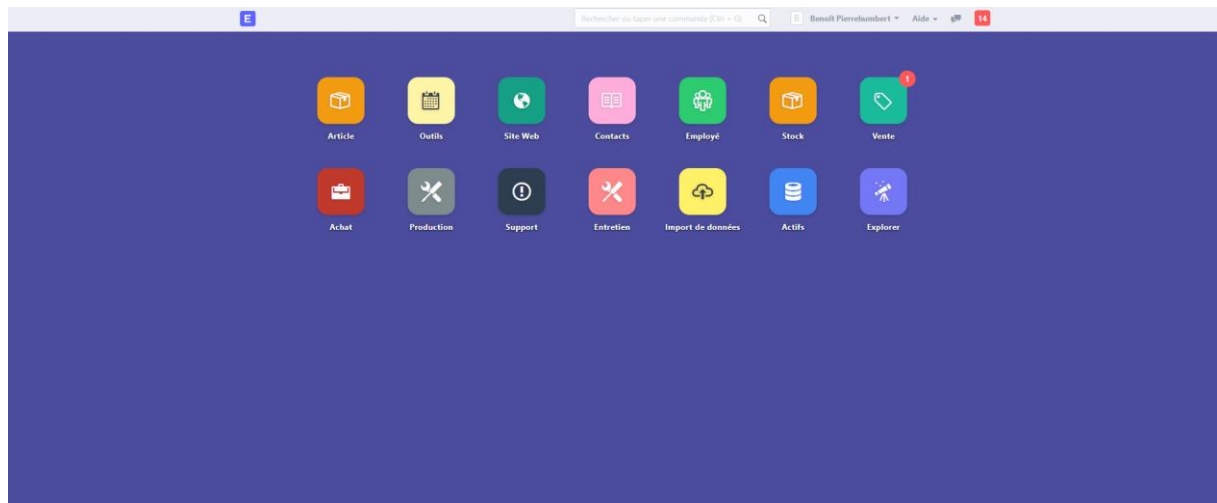 E Rechercher ou taper une commande (Ctrl + G) Benoît Pierrehumbert Aide 14
1
Article Outils Site Web Contacts Employé Stock Vente
Achat Production Support Entretien Import de données Actifs Explorer